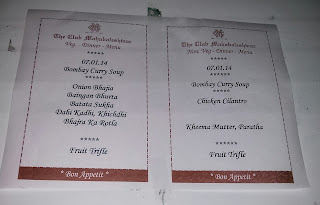 The Club Mahabaleshwar
Veg - Dinner - Menu
*****
07.01.14
Bombay Curry Soup
*****
Onion Bhajia
Baingan Bharta
Batata Sukha
Dahi Kadhi, Khichdhi
Bhajra Ka Rotla
*****
Fruit Trifle
" Bon Appetit "
The Club Mahabaleshwar
Non. Veg - Dinner - Menu
07.01.14
*****
Bombay Curry Soup
*****
Chicken Cilantro
Kheema Mutter, Paratha
*****
Fruit Trifle
" Bon Appetit "